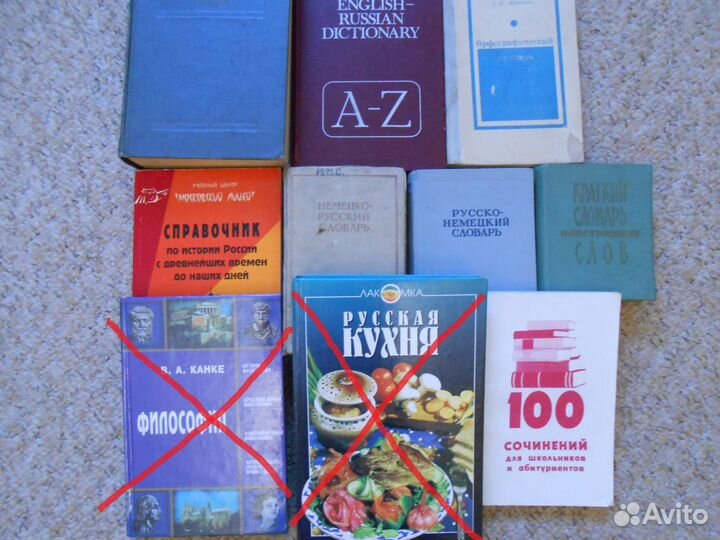 ENGLISH-
RUSSIAN
DICTIONARY
A-Z
Орфографический
словарь
УЧЕБНЫЙ ЦЕНТР
"МОСКОВСКИЙ ЛИЦЕЙ"
СПРАВОЧНИК
по истории России
с древнейших времен
до наших дней
НЕМЕЦКО-
РУССКИЙ
СЛОВАРЬ
РУССКО-
НЕМЕЦКИЙ
СЛОВАРЬ
КРАТКИЙ
СЛОВАРЬ
ИНОСТРАННЫХ
СЛОВ
В. А. КАНКЕ
ФИЛОСОФИЯ
ЛАКОМКА
РУССКАЯ
КУХНЯ
100
СОЧИНЕНИЙ
для школьников
и абитуриентов
Avito